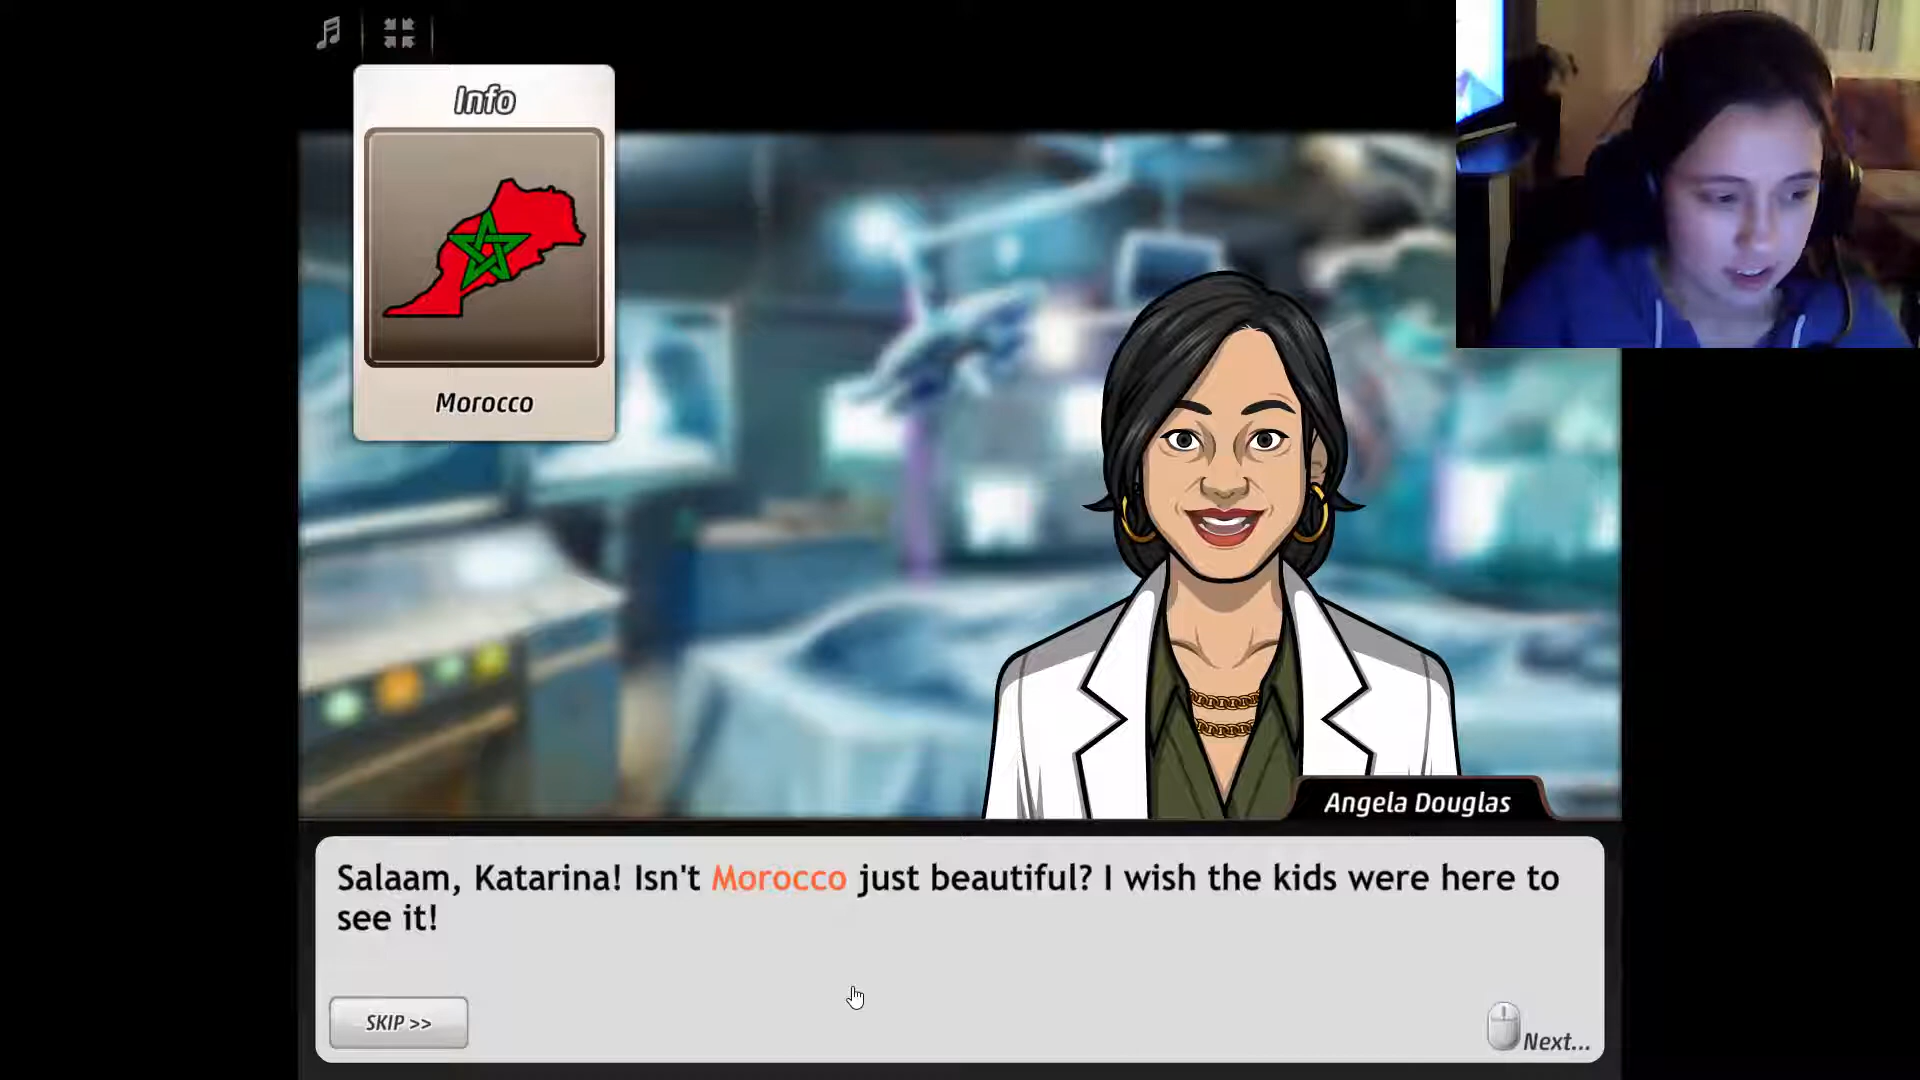 Info
Morocco
Angela Douglas
Salaam, Katarina! Isn't Morocco just beautiful? I wish the kids were here to
see it!
SKIP >>
Next...